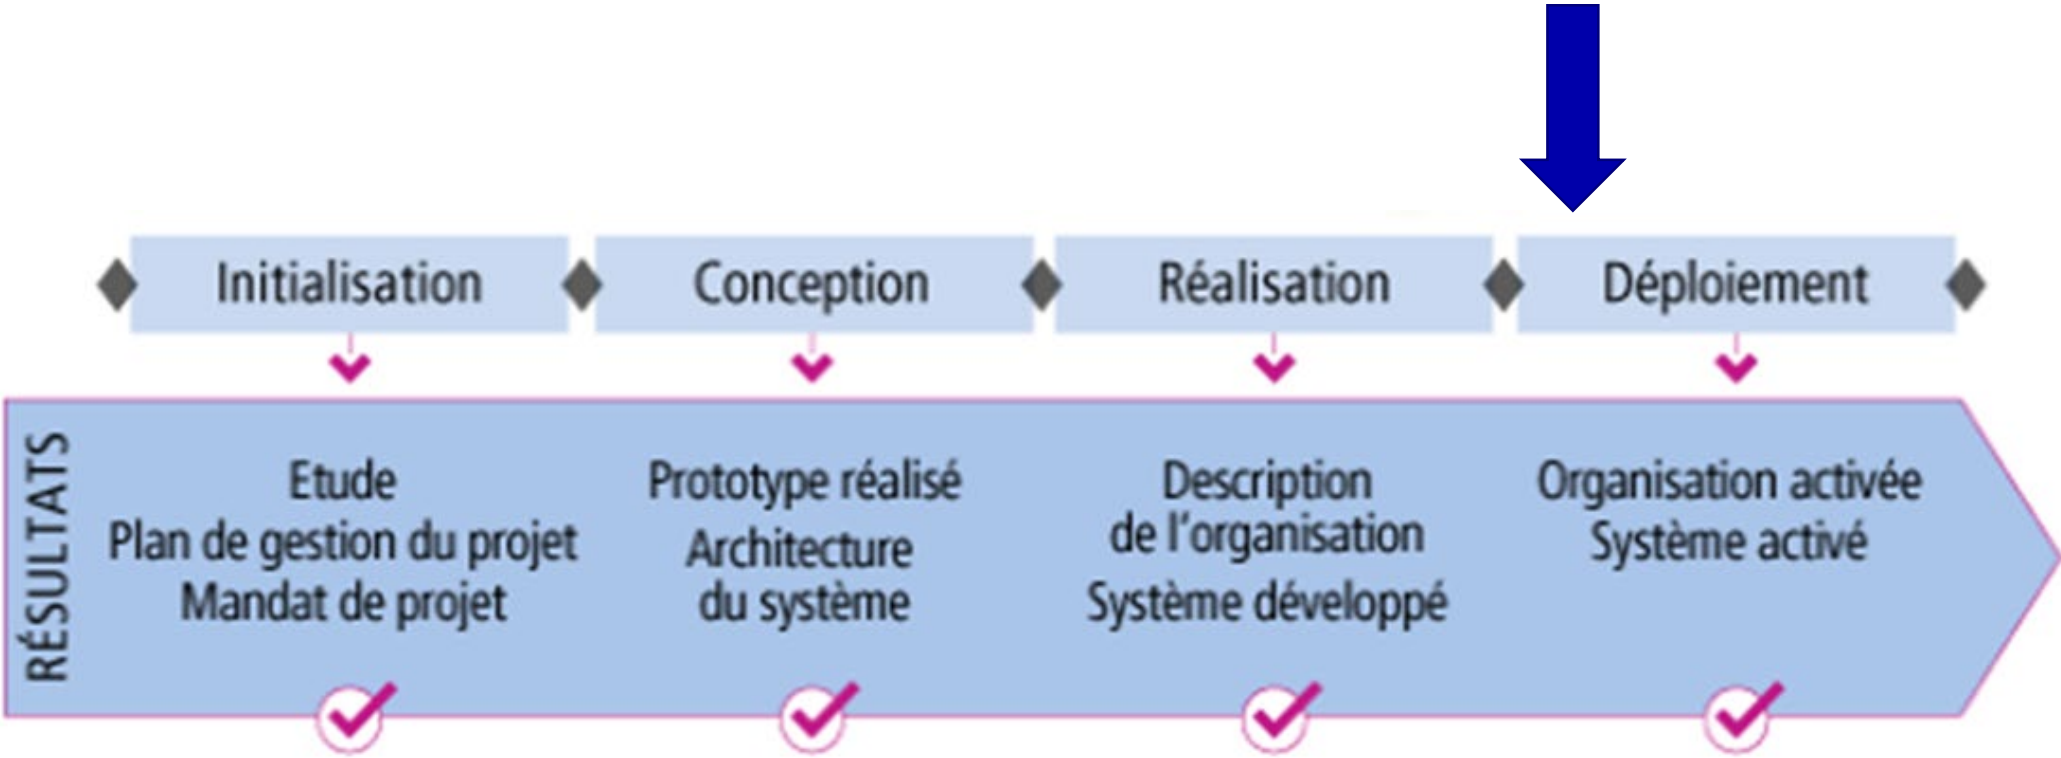 Initialisation
Conception
Réalisation
Déploiement
RÉSULTATS
Etude
Plan de gestion du projet
Mandat de projet
Prototype réalisé
Architecture
du système
Description
de l'organisation
Système développé
Organisation activée
Système activé